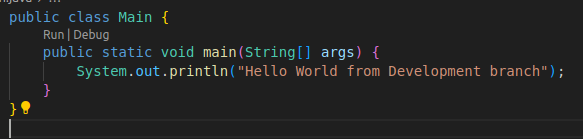 public class Main {
Run | Debug
public static void main(String[] args) {
System.out.println("Hello World from Development branch");
}
}